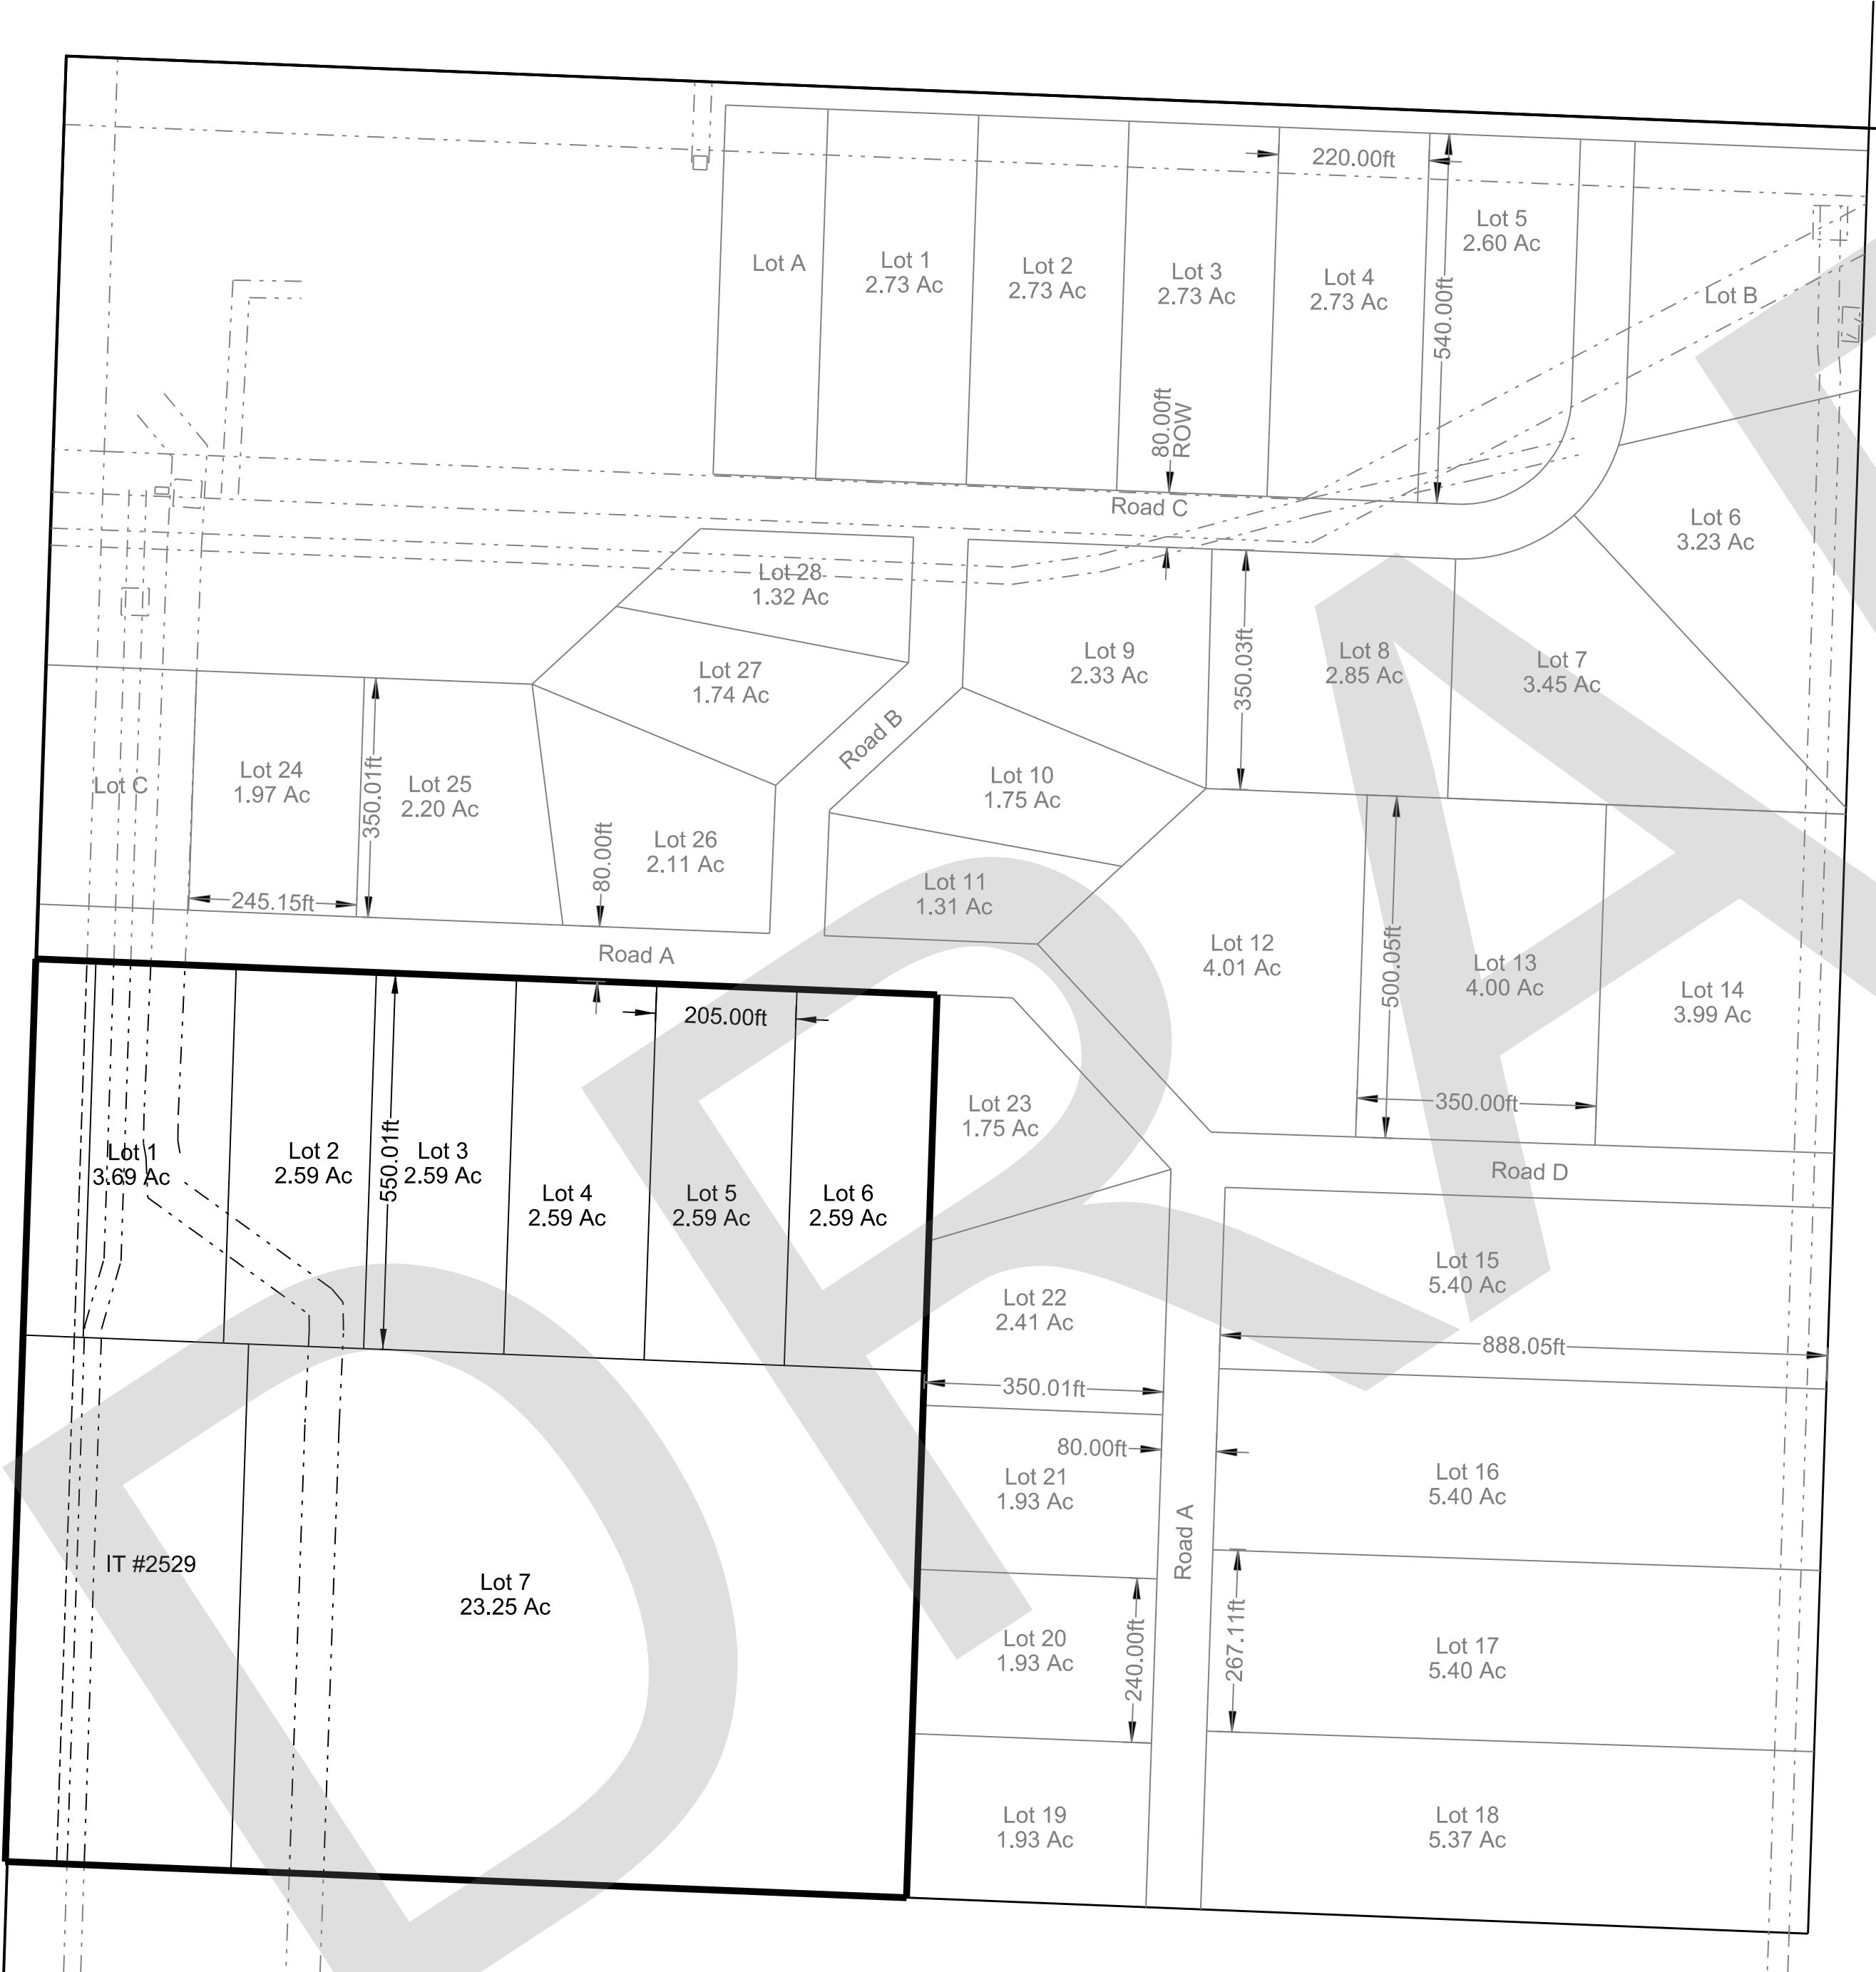 220.00ft
Lot 5
2.60 Ac
Lot A
Lot 1
2.73 Ac
Lot 2
2.73 Ac
Lot 3
2.73 Ac
Lot 4
2.73 Ac
540.00ft
Lot B
80.00ft
ROW
Road C
Lot 6
3.23 Ac
Lot 28
1.32 Ac
Lot 27
1.74 Ac
Lot 9
2.33 Ac
350.03ft
Lot 8
2.85 Ac
Lot 7
3.45 Ac
Road B
Lot C
Lot 24
1.97 Ac
350.01ft
Lot 25
2.20 Ac
Lot 26
2.11 Ac
80.00ft
245.15ft
Lot 10
1.75 Ac
Lot 11
1.31 Ac
Road A
Lot 12
4.01 Ac
500.05ft
Lot 13
4.00 Ac
Lot 14
3.99 Ac
205.00ft
350.00ft
Lot 23
1.75 Ac
Road D
Lot 1
3.69 Ac
Lot 2
2.59 Ac
550.01ft
Lot 3
2.59 Ac
Lot 4
2.59 Ac
Lot 5
2.59 Ac
Lot 6
2.59 Ac
Lot 15
5.40 Ac
Lot 22
2.41 Ac
888.05ft
350.01ft
80.00ft
Lot 21
1.93 Ac
Lot 16
5.40 Ac
Road A
IT #2529
Lot 7
23.25 Ac
Lot 20
1.93 Ac
240.00ft
267.11ft
Lot 17
5.40 Ac
Lot 19
1.93 Ac
Lot 18
5.37 Ac
DRA